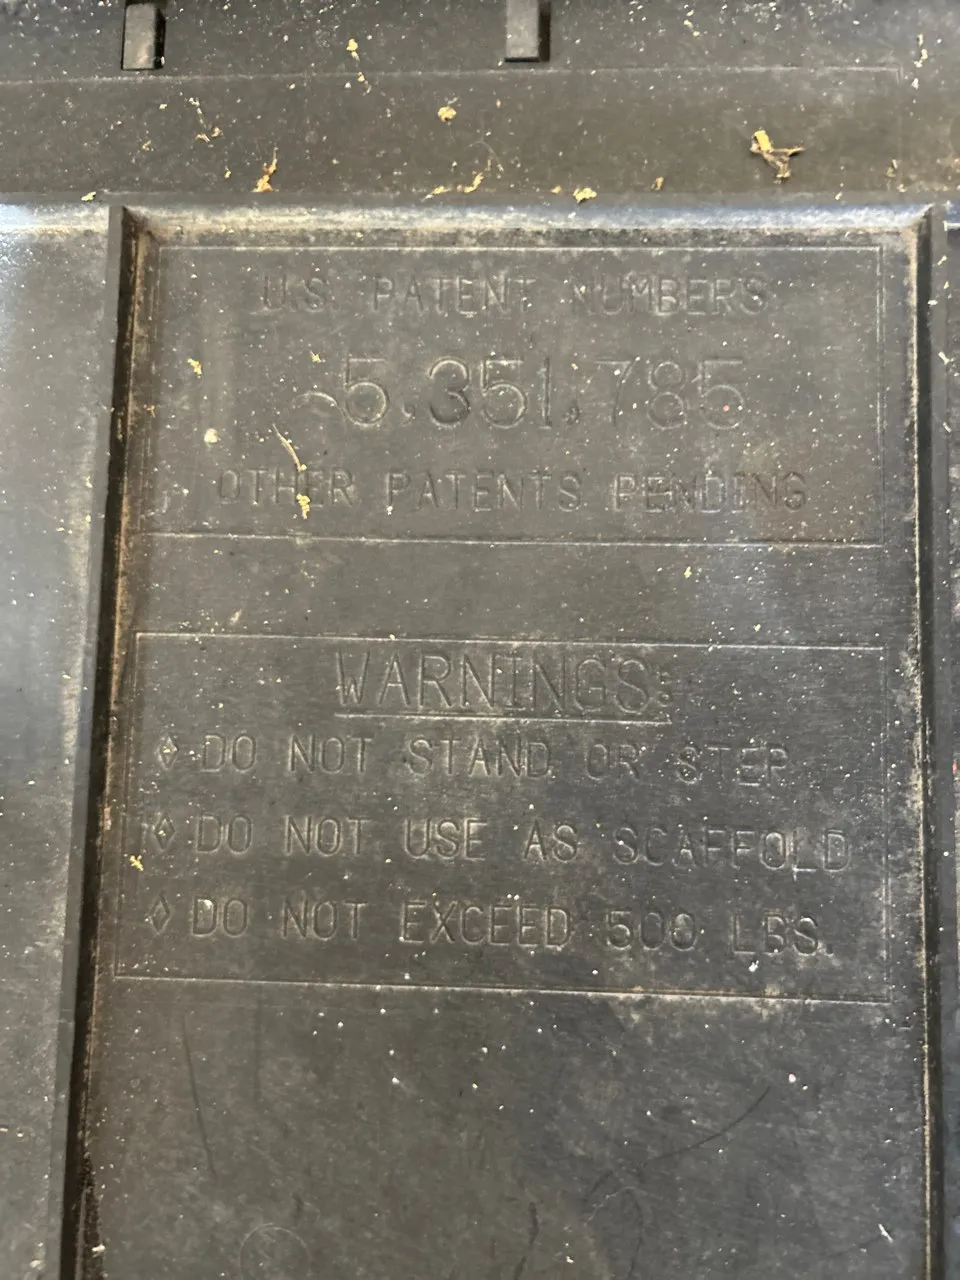 U.S. PATENT NUMBERS
5,351,785
OTHER PATENTS PENDING
WARNINGS:
◊ DO NOT STAND OR STEP
◊ DO NOT USE AS SCAFFOLD
◊ DO NOT EXCEED 500 LBS.